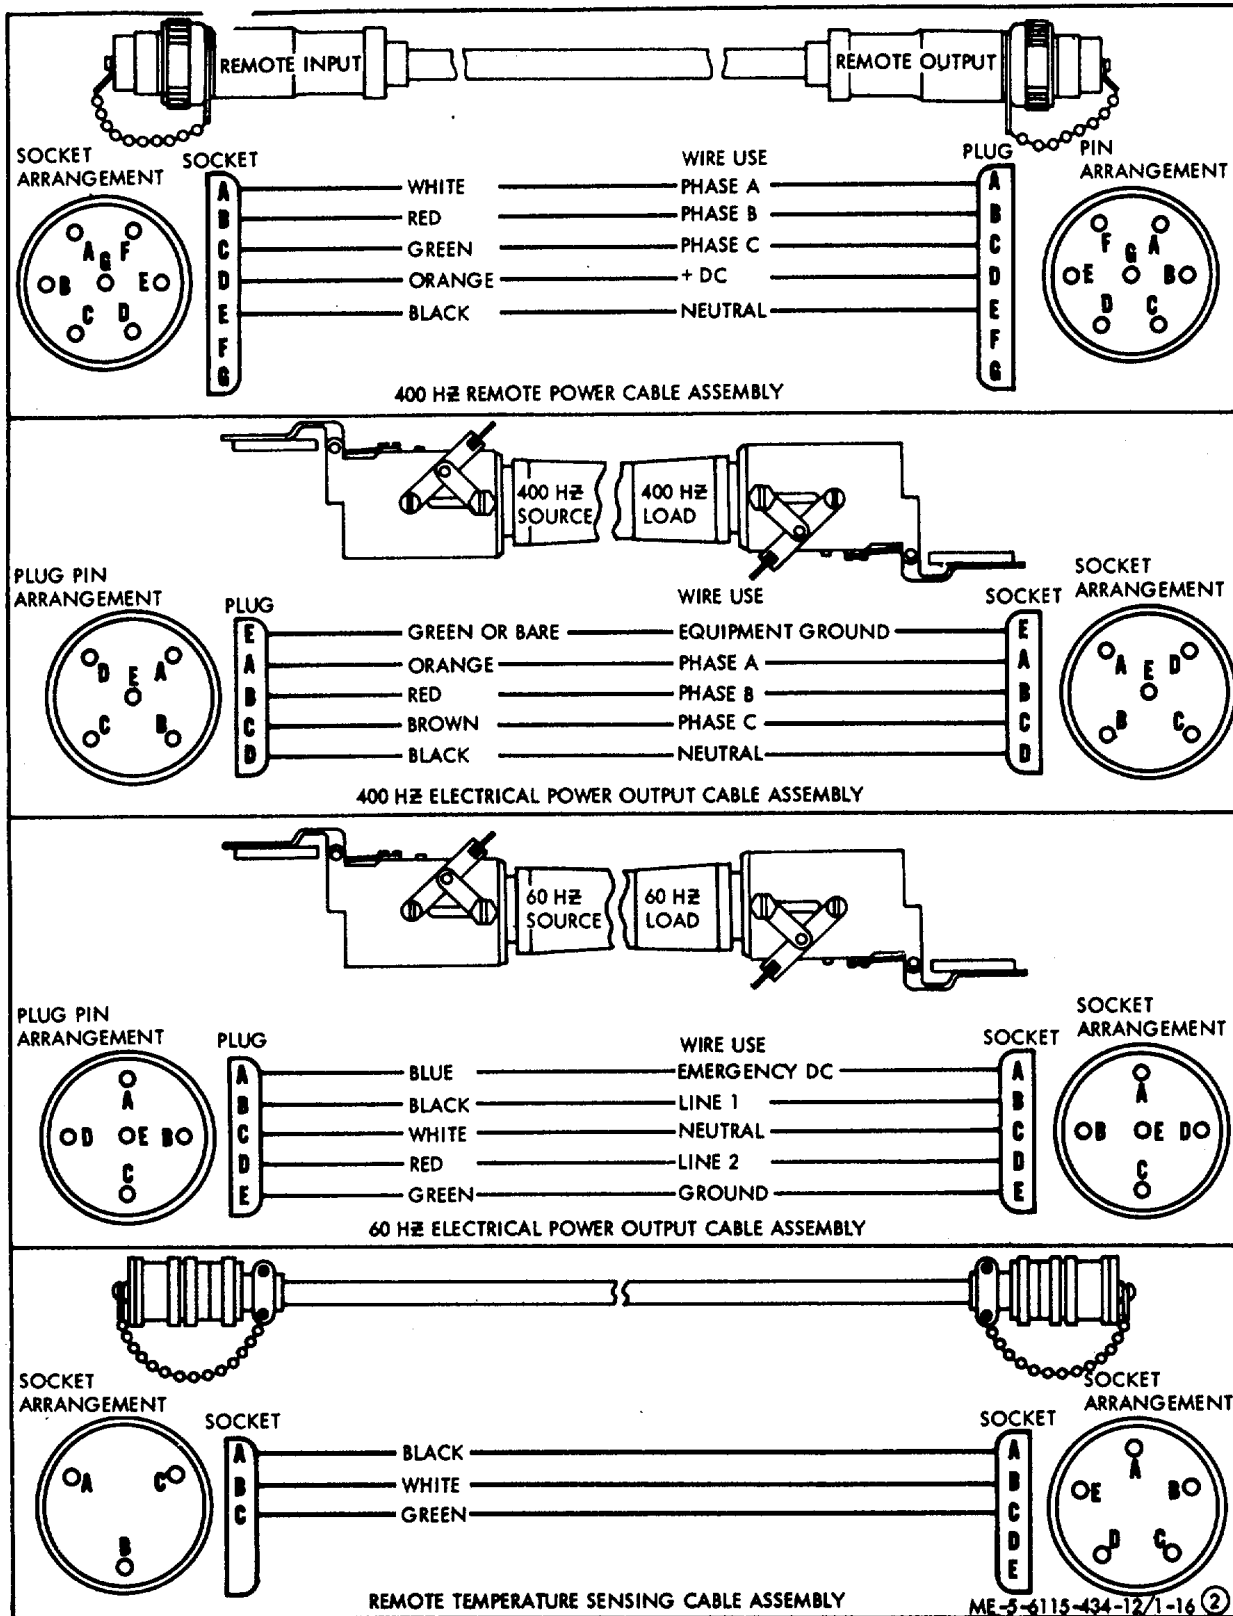 REMOTE INPUT
REMOTE OUTPUT
SOCKET
ARRANGEMENT
SOCKET
WIRE USE
PLUG
PIN
ARRANGEMENT
A WHITE PHASE A A
B RED PHASE B B
C GREEN PHASE C C
D ORANGE + DC D
E BLACK NEUTRAL E
F F
G G
A G F
B E
C D
F G A
E B
D C
400 HZ REMOTE POWER CABLE ASSEMBLY
400 HZ
SOURCE
400 HZ
LOAD
PLUG PIN
ARRANGEMENT
PLUG
WIRE USE
SOCKET
SOCKET
ARRANGEMENT
E GREEN OR BARE EQUIPMENT GROUND E
A ORANGE PHASE A A
B RED PHASE B B
C BROWN PHASE C C
D BLACK NEUTRAL D
D E A
C B
A E D
B C
400 HZ ELECTRICAL POWER OUTPUT CABLE ASSEMBLY
60 HZ
SOURCE
60 HZ
LOAD
PLUG PIN
ARRANGEMENT
PLUG
WIRE USE
SOCKET
SOCKET
ARRANGEMENT
A BLUE EMERGENCY DC A
B BLACK LINE 1 B
C WHITE NEUTRAL C
D RED LINE 2 D
E GREEN GROUND E
A
D E B
C
A
B E D
C
60 HZ ELECTRICAL POWER OUTPUT CABLE ASSEMBLY
SOCKET
ARRANGEMENT
SOCKET
SOCKET
SOCKET
ARRANGEMENT
A BLACK A
B WHITE B
C GREEN C
D
E
A C
B
A
E B
D C
REMOTE TEMPERATURE SENSING CABLE ASSEMBLY
ME-5-6115-434-12/1-16 2